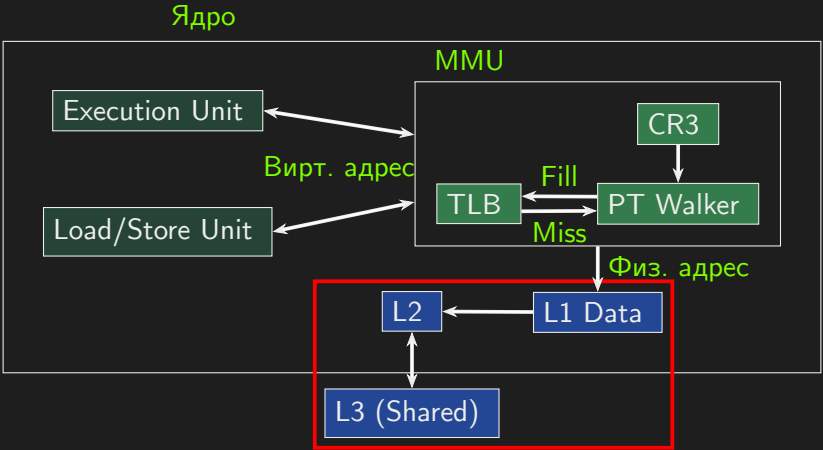 Ядро
MMU
Execution Unit
CR3
Вирт. адрес
Fill
TLB
PT Walker
Load/Store Unit
Miss
Физ. адрес
L2
L1 Data
L3 (Shared)